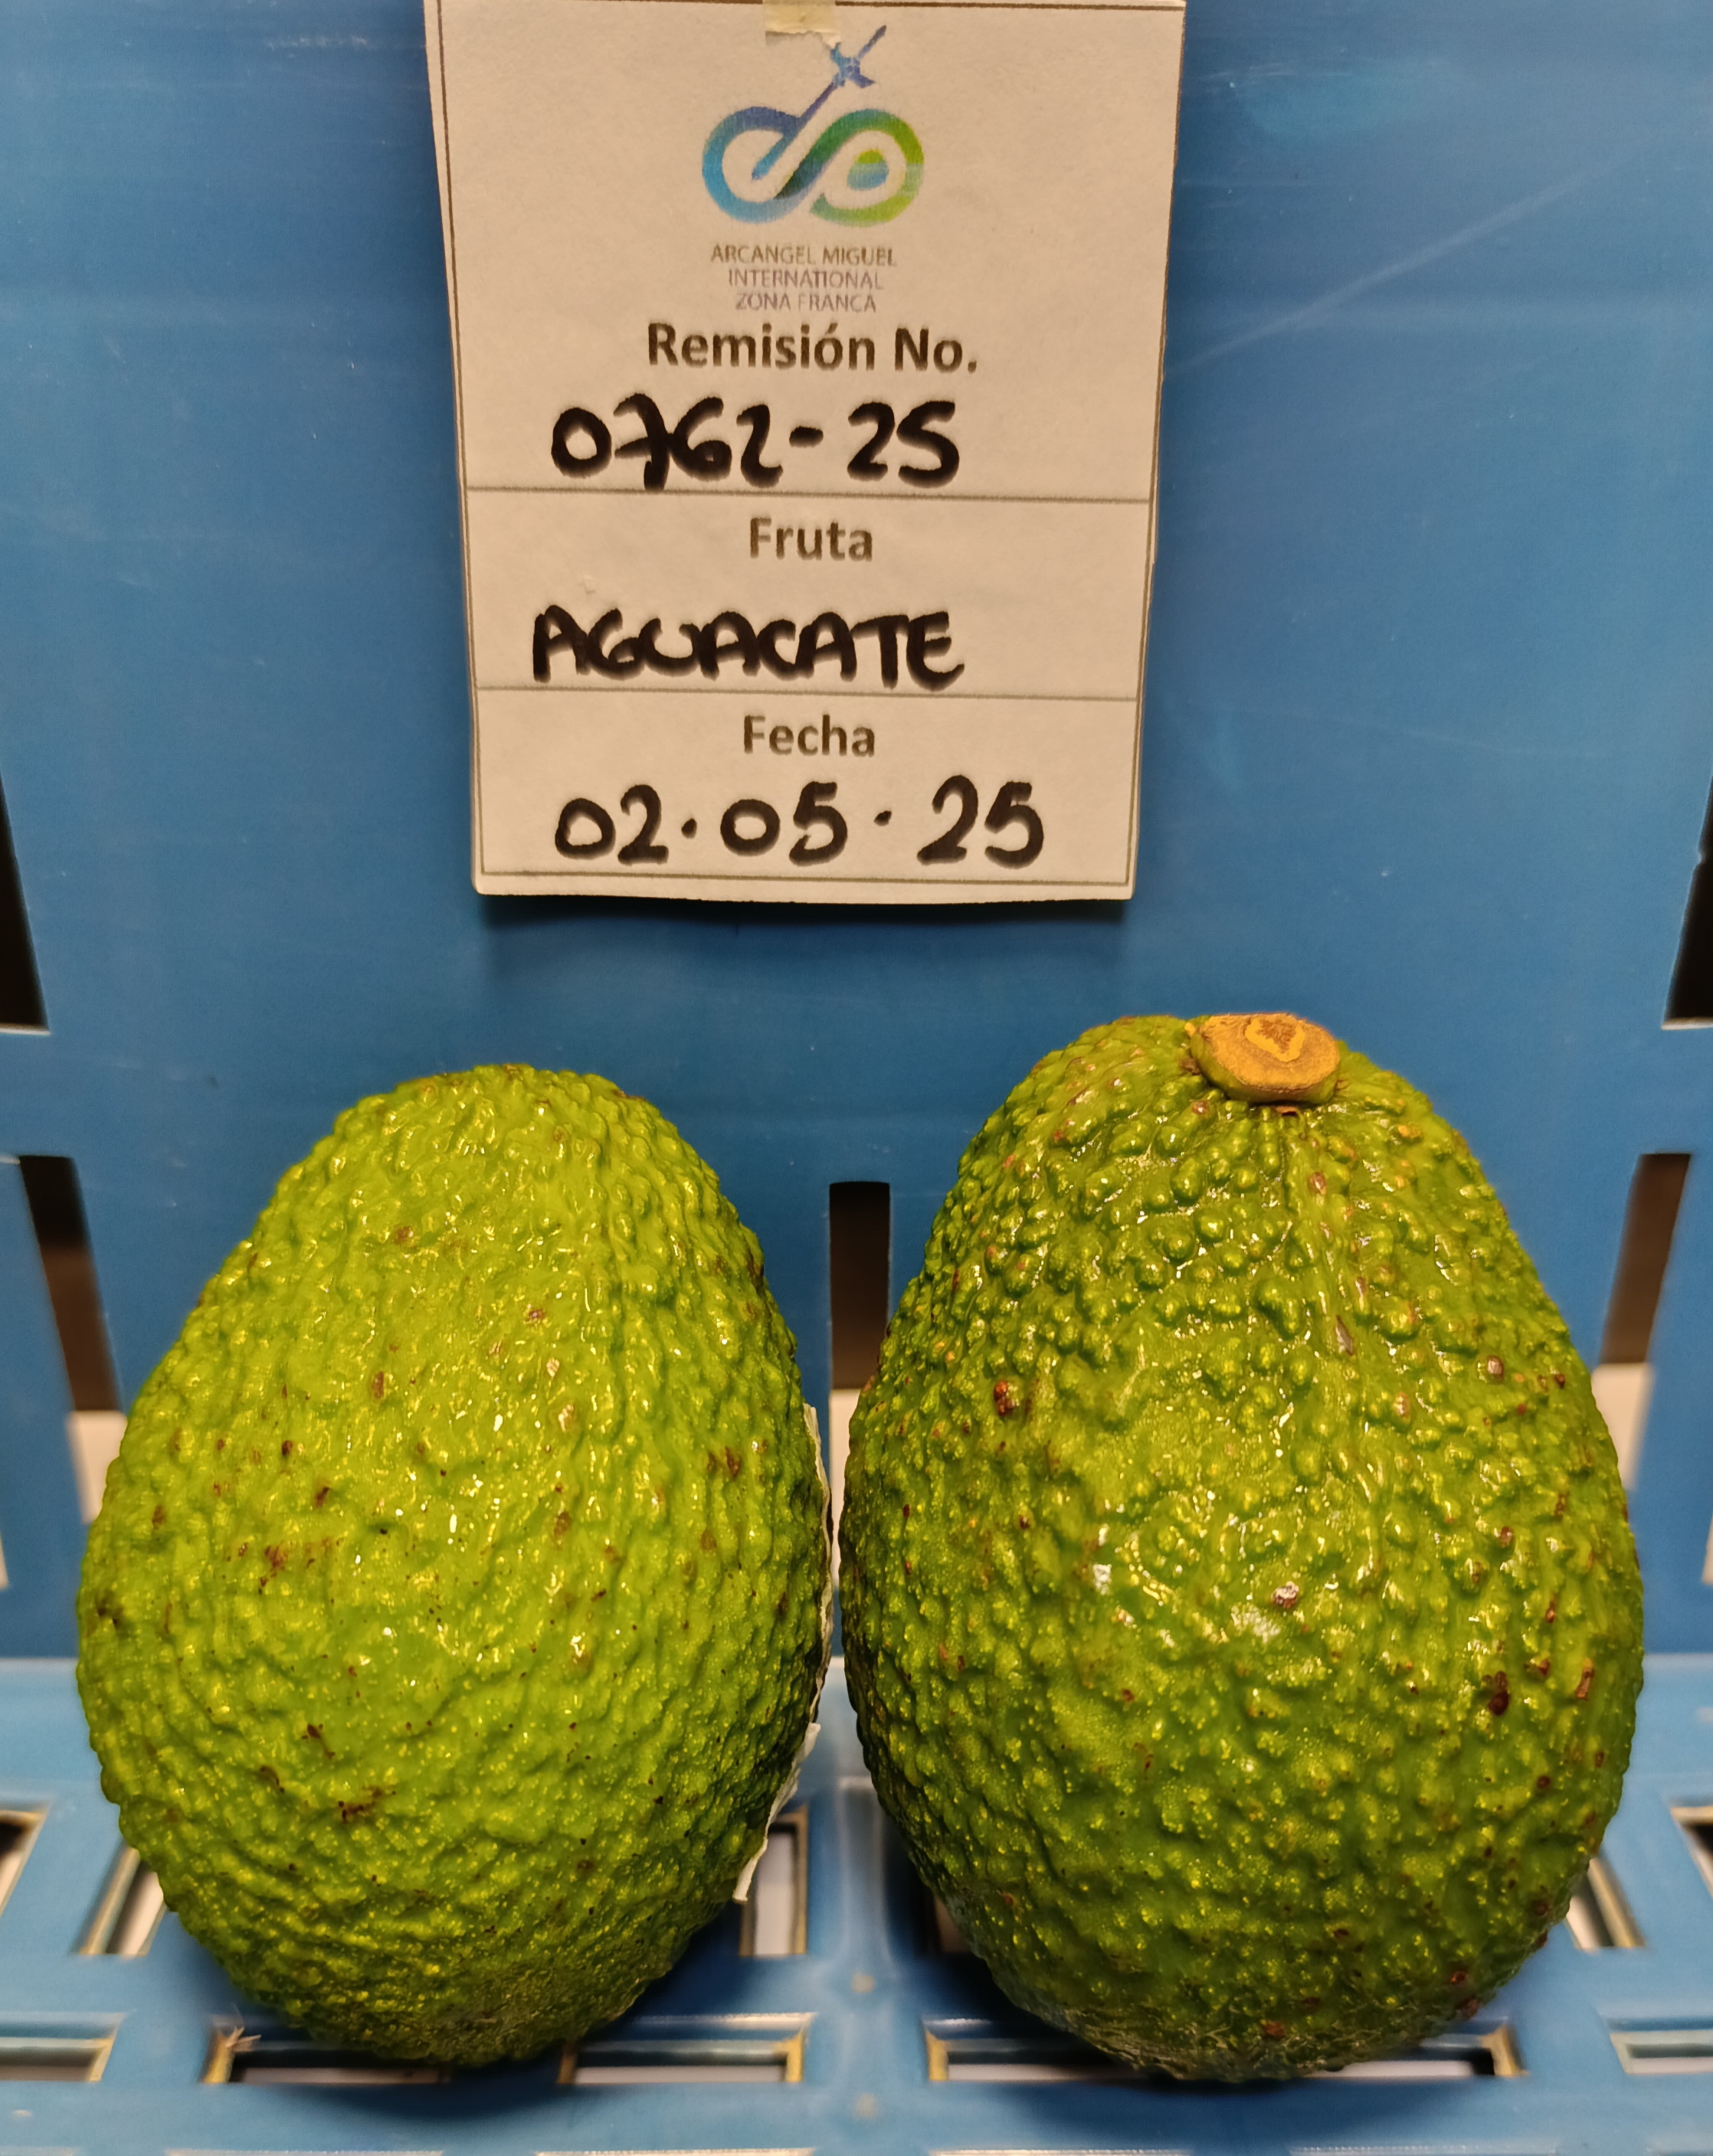 ARCANGEL MIGUEL
INTERNATIONAL
ZONA FRANCA
Remisión No.
0762-25
Fruta
AGUACATE
Fecha
02.05.25